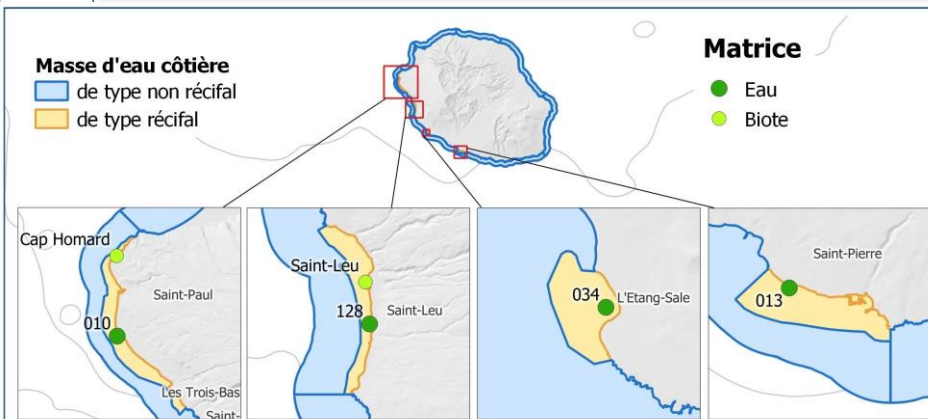 Masse d'eau côtière
de type non récifal
de type récifal
Matrice
Eau
Biote
Cap Homard
Saint-Paul
010
Les Trois-Bas
Saint-
Saint-Leu
128
Saint-Leu
034
L'Etang-Sale
Saint-Pierre
013